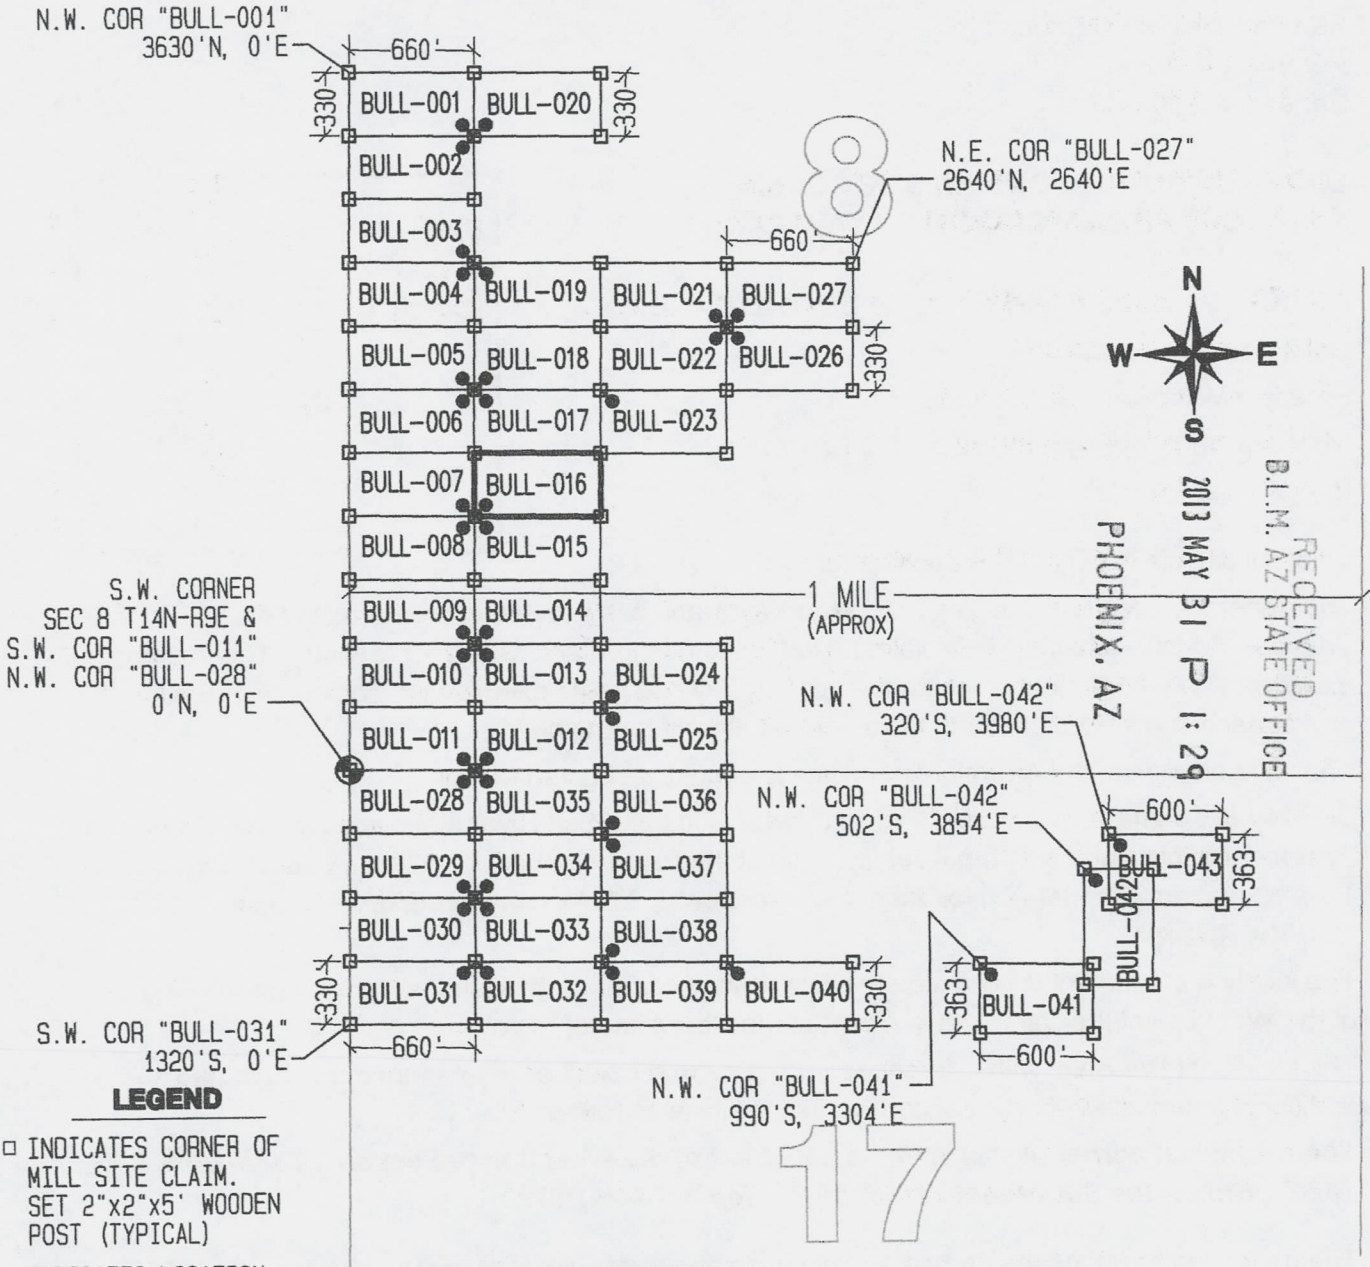 N.W. COR "BULL-001"
3630'N, 0'E
660'
330
BULL-001
BULL-020
330
BULL-002
8
N.E. COR "BULL-027"
2640'N, 2640'E
BULL-003
660'
BULL-004
BULL-019
BULL-021
BULL-027
N
W
E
S
BULL-005
BULL-018
BULL-022
BULL-026
330
BULL-006
BULL-017
BULL-023
BULL-007
BULL-016
BULL-008
BULL-015
RECEIVED
B.L.M. AZ STATE OFFICE
2013 MAY 31 P 1: 29
PHOENIX, AZ
S.W. CORNER
SEC 8 T14N-R9E &
S.W. COR "BULL-011"
N.W. COR "BULL-028"
0'N, 0'E
BULL-009
BULL-014
1 MILE
(APPROX)
BULL-010
BULL-013
BULL-024
BULL-011
BULL-012
BULL-025
N.W. COR "BULL-042"
320'S, 3980'E
BULL-028
BULL-035
BULL-036
N.W. COR "BULL-042"
502'S, 3854'E
600'
BULL-043
363
BULL-042
BULL-029
BULL-034
BULL-037
BULL-030
BULL-033
BULL-038
330
BULL-031
BULL-032
BULL-039
BULL-040
330
363
BULL-041
600'
S.W. COR "BULL-031"
1320'S, 0'E
660'
N.W. COR "BULL-041"
990'S, 3304'E
17
LEGEND
INDICATES CORNER OF
MILL SITE CLAIM.
SET 2"x2"x5' WOODEN
POST (TYPICAL)